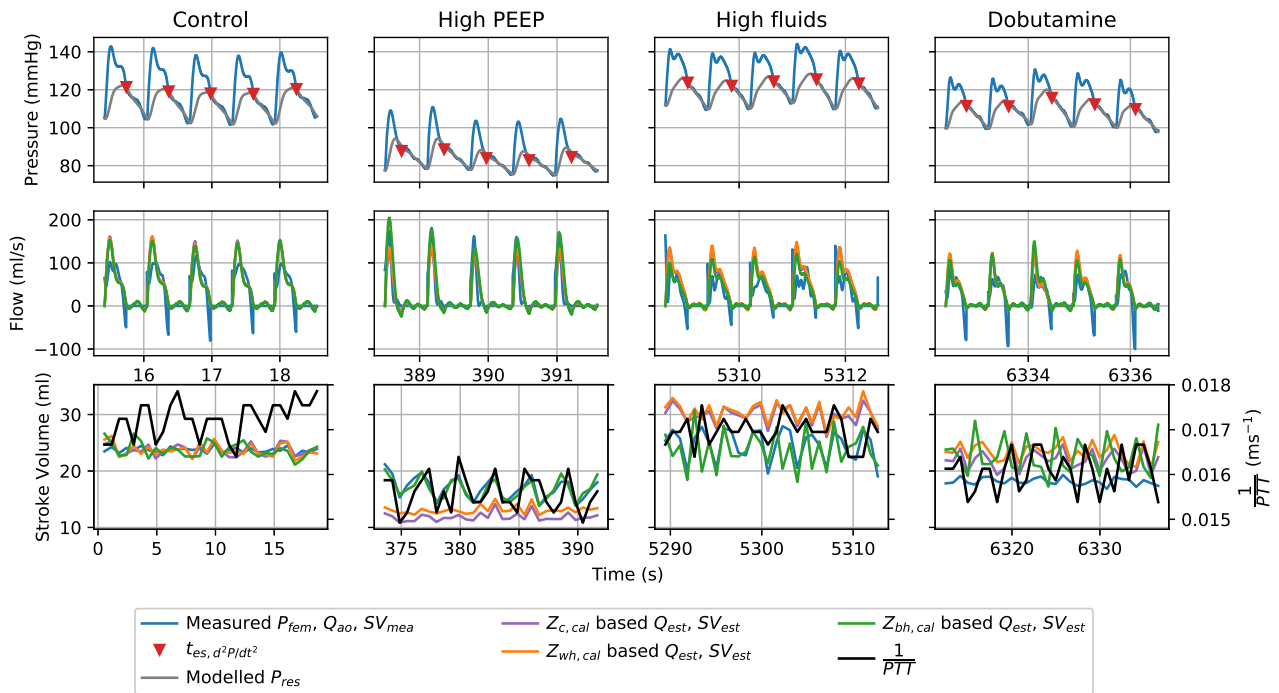 Control High PEEP High fluids Dobutamine
Pressure (mmHg)
140
120
100
80
Flow (ml/s)
200
100
0
−100
16 17 18 389 390 391 5310 5312 6334 6336
Stroke Volume (ml)
30
20
10
0.018
0.017
0.016
0.015
1/PTT (ms⁻¹)
0 5 10 15 375 380 385 390 5290 5300 5310 6320 6330
Time (s)
Measured P_fem, Q_ao, SV_mea
t_es,d²P/dt²
Modelled P_res
Z_c,cal based Q_est, SV_est
Z_wh,cal based Q_est, SV_est
Z_bh,cal based Q_est, SV_est
1/PTT